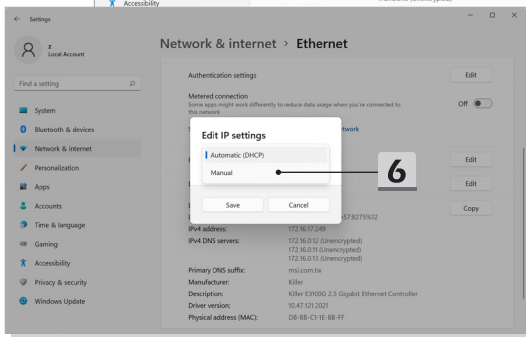 Accessibility
Settings
z
Local Account
Find a setting
System
Bluetooth & devices
Network & internet
Personalization
Apps
Accounts
Time & language
Gaming
Accessibility
Privacy & security
Windows Update
Network & internet > Ethernet
Authentication settings
Edit
Metered connection
Some apps might work differently to reduce data usage when you're connected to
this network
Off
Edit IP settings
Automatic (DHCP)
Manual
6
Save
Cancel
Edit
Edit
Copy
IPv4 address: 172.16.17.249
IPv4 DNS servers: 172.16.0.12 (Unencrypted)
172.16.0.11 (Unencrypted)
172.16.0.13 (Unencrypted)
Primary DNS suffix: msi.com.tw
Manufacturer: Killer
Description: Killer E3100G 2.5 Gigabit Ethernet Controller
Driver version: 10.47.121.2021
Physical address (MAC): D8-BB-C1-1E-8B-FF